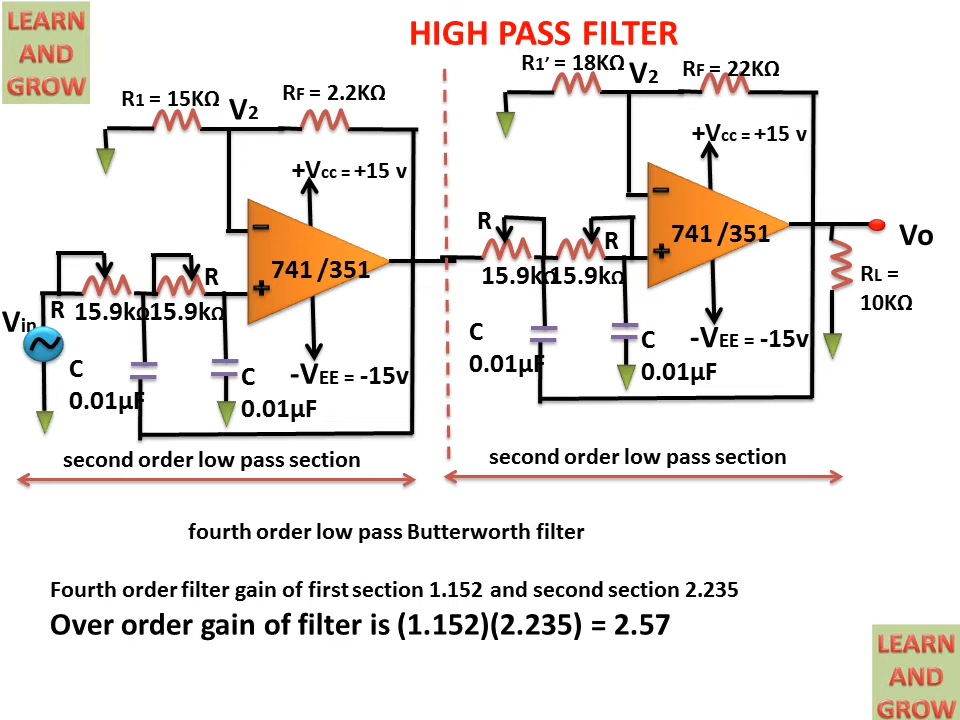 LEARN
AND
GROW
HIGH PASS FILTER
R1 = 15KΩ
V2
RF = 2.2KΩ
R1' = 18KΩ
V2
RF = 22KΩ
+Vcc = +15 v
+Vcc = +15 v
741 /351
741 /351
R
R
R
R
15.9kΩ
15.9kΩ
15.9kΩ
15.9kΩ
Vin
Vo
RL =
10KΩ
C
0.01µF
C
0.01µF
-VEE = -15v
C
0.01µF
C
0.01µF
-VEE = -15v
second order low pass section
second order low pass section
fourth order low pass Butterworth filter
Fourth order filter gain of first section 1.152 and second section 2.235
Over order gain of filter is (1.152)(2.235) = 2.57
LEARN
AND
GROW